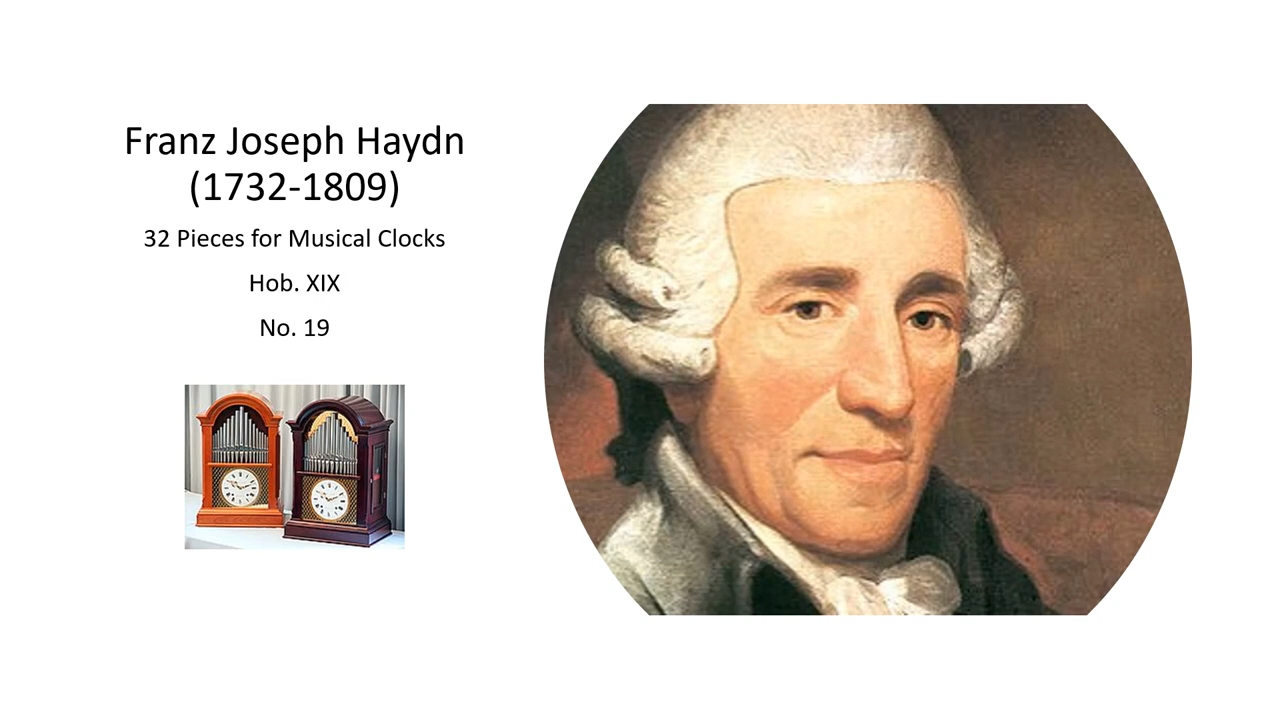 Franz Joseph Haydn
(1732-1809)
32 Pieces for Musical Clocks
Hob. XIX
No. 19